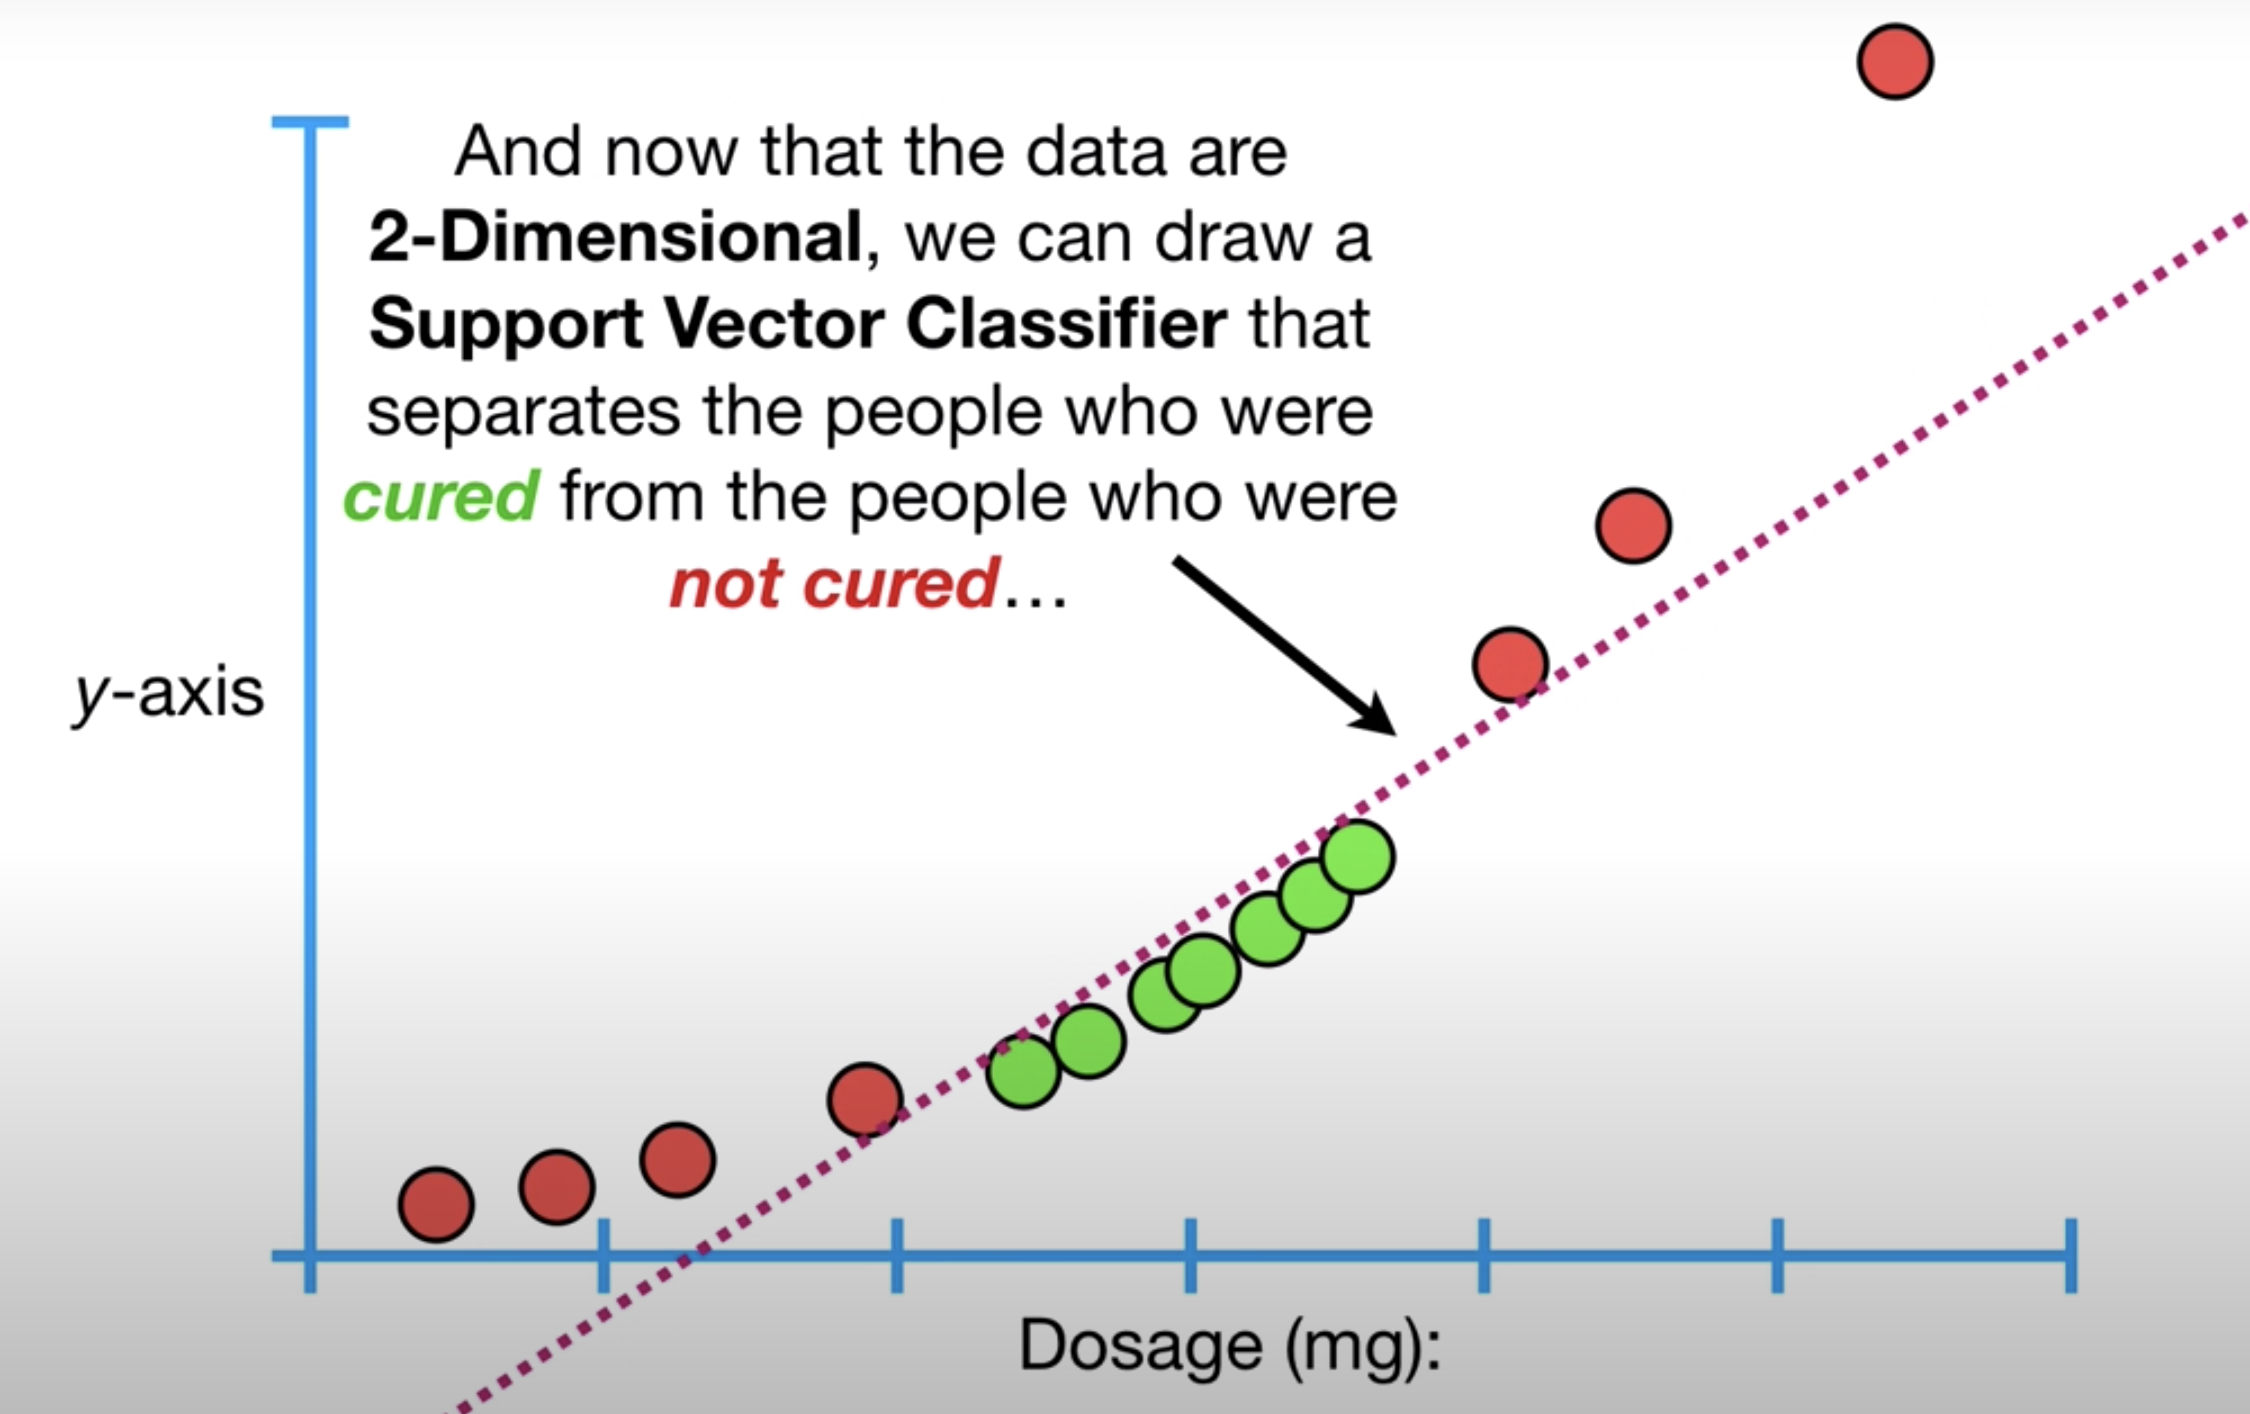 And now that the data are
2-Dimensional, we can draw a
Support Vector Classifier that
separates the people who were
cured from the people who were
not cured…
y-axis
Dosage (mg):